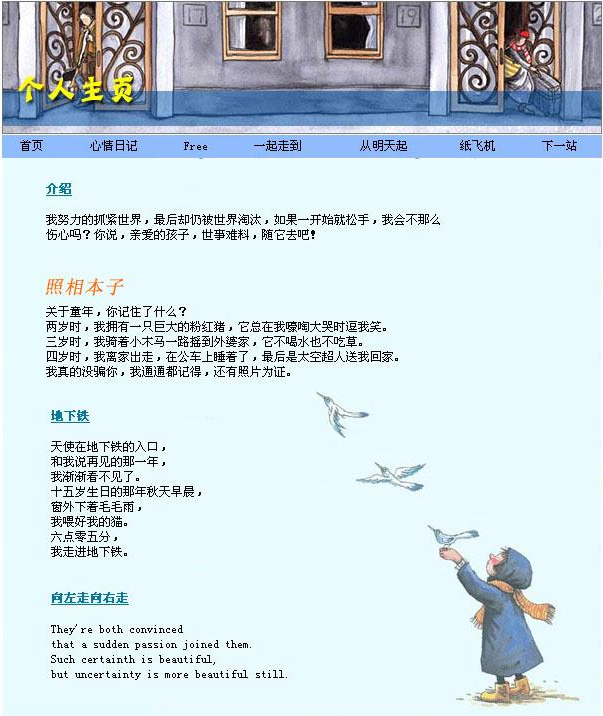 个人主页
19
首页 心情日记 Free 一起走到 从明天起 纸飞机 下一站
介绍
我努力的抓紧世界，最后却仍被世界淘汰，如果一开始就松手，我会不那么
伤心吗？你说，亲爱的孩子，世事难料，随它去吧！
照相本子
关于童年，你记住了什么？
两岁时，我拥有一只巨大的粉红猪，它总在我嚎啕大哭时逗我笑。
三岁时，我骑着小木马一路摇到外婆家，它不喝水也不吃草。
四岁时，我离家出走，在公车上睡着了，最后是太空超人送我回家。
我真的没骗你，我通通都记得，还有照片为证。
地下铁
天使在地下铁的入口，
和我说再见的那一年，
我渐渐看不见了。
十五岁生日的那年秋天早晨，
窗外下着毛毛雨，
我喂好我的猫。
六点零五分，
我走进地下铁。
向左走向右走
They're both convinced
that a sudden passion joined them.
Such certainth is beautiful,
but uncertainty is more beautiful still.